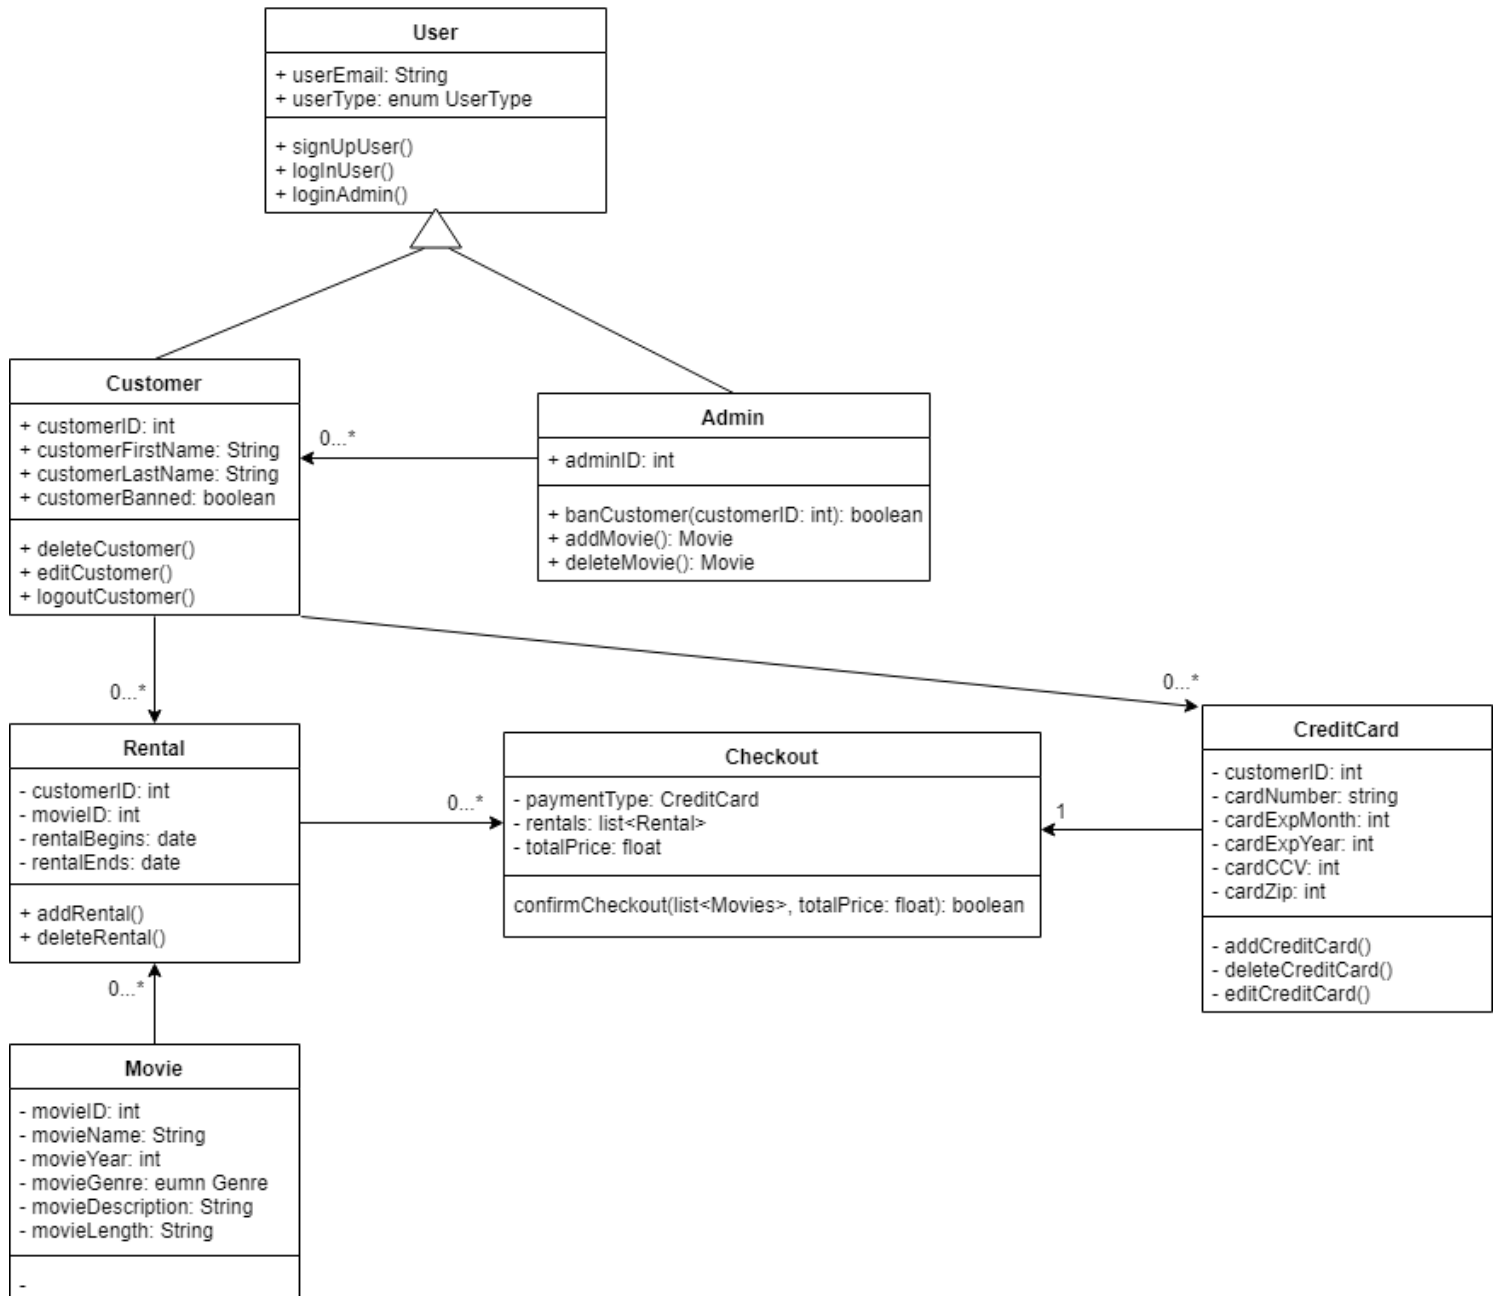 User
+ userEmail: String
+ userType: enum UserType
+ signUpUser()
+ logInUser()
+ loginAdmin()
Customer
+ customerID: int
+ customerFirstName: String
+ customerLastName: String
+ customerBanned: boolean
+ deleteCustomer()
+ editCustomer()
+ logoutCustomer()
0...*
Admin
+ adminID: int
+ banCustomer(customerID: int): boolean
+ addMovie(): Movie
+ deleteMovie(): Movie
0...*
0...*
Rental
- customerID: int
- movieID: int
- rentalBegins: date
- rentalEnds: date
+ addRental()
+ deleteRental()
0...*
Checkout
- paymentType: CreditCard
- rentals: list<Rental>
- totalPrice: float
confirmCheckout(list<Movies>, totalPrice: float): boolean
1
CreditCard
- customerID: int
- cardNumber: string
- cardExpMonth: int
- cardExpYear: int
- cardCCV: int
- cardZip: int
- addCreditCard()
- deleteCreditCard()
- editCreditCard()
0...*
Movie
- movieID: int
- movieName: String
- movieYear: int
- movieGenre: eumn Genre
- movieDescription: String
- movieLength: String
-